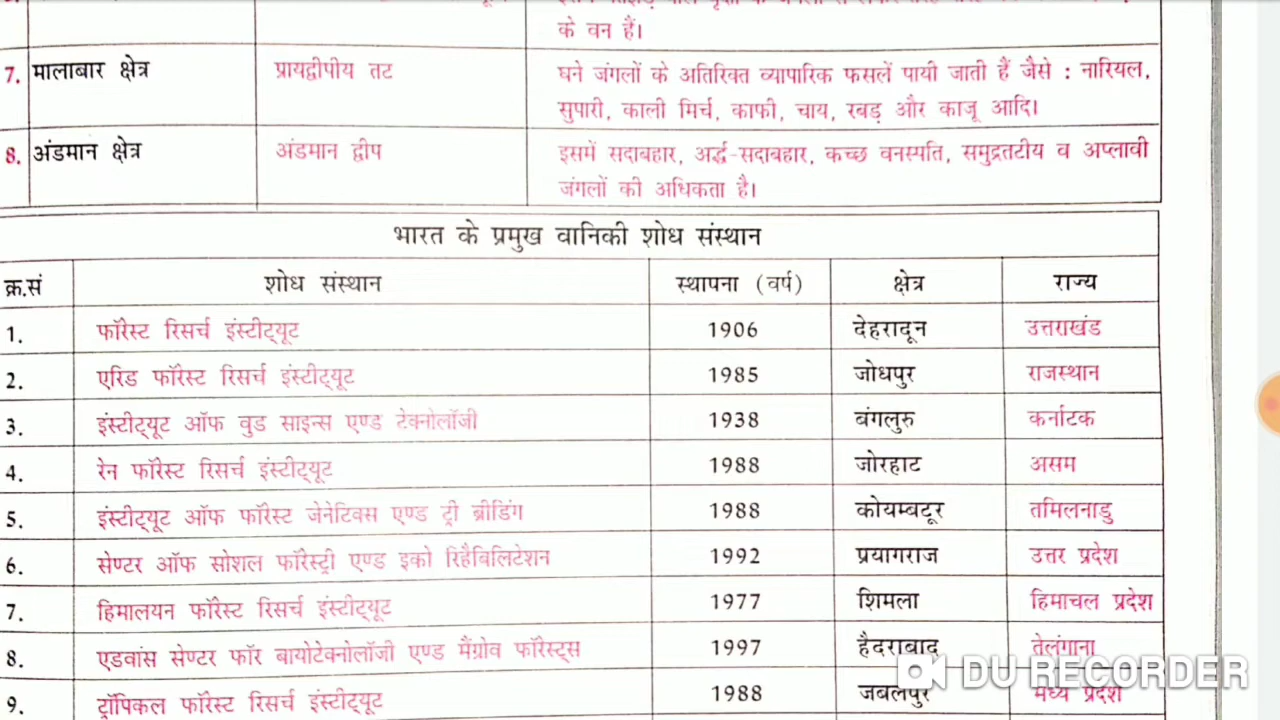 के वन हैं।
7. मालाबार क्षेत्र प्रायद्वीपीय तट घने जंगलों के अतिरिक्त व्यापारिक फसलें पायी जाती हैं जैसे : नारियल,
सुपारी, काली मिर्च, काफी, चाय, रबड़ और काजू आदि।
8. अंडमान क्षेत्र अंडमान द्वीप इसमें सदाबहार, अर्द्ध-सदाबहार, कच्छ वनस्पति, समुद्रतटीय व अप्लावी
जंगलों की अधिकता है।
भारत के प्रमुख वानिकी शोध संस्थान
क्र.सं शोध संस्थान स्थापना (वर्ष) क्षेत्र राज्य
1. फॉरेस्ट रिसर्च इंस्टीट्यूट 1906 देहरादून उत्तराखंड
2. एरिड फॉरेस्ट रिसर्च इंस्टीट्यूट 1985 जोधपुर राजस्थान
3. इंस्टीट्यूट ऑफ वुड साइन्स एण्ड टेक्नोलॉजी 1938 बंगलुरु कर्नाटक
4. रेन फॉरेस्ट रिसर्च इंस्टीट्यूट 1988 जोरहाट असम
5. इंस्टीट्यूट ऑफ फॉरेस्ट जेनेटिक्स एण्ड ट्री ब्रीडिंग 1988 कोयम्बटूर तमिलनाडु
6. सेण्टर ऑफ सोशल फॉरेस्ट्री एण्ड इको रिहैबिलिटेशन 1992 प्रयागराज उत्तर प्रदेश
7. हिमालयन फॉरेस्ट रिसर्च इंस्टीट्यूट 1977 शिमला हिमाचल प्रदेश
8. एडवांस सेण्टर फॉर बायोटेक्नोलॉजी एण्ड मैंग्रोव फॉरेस्ट्स 1997 हैदराबाद तेलंगाना
DU RECORDER
9. ट्रॉपिकल फॉरेस्ट रिसर्च इंस्टीट्यूट 1988 जबलपुर मध्य प्रदेश